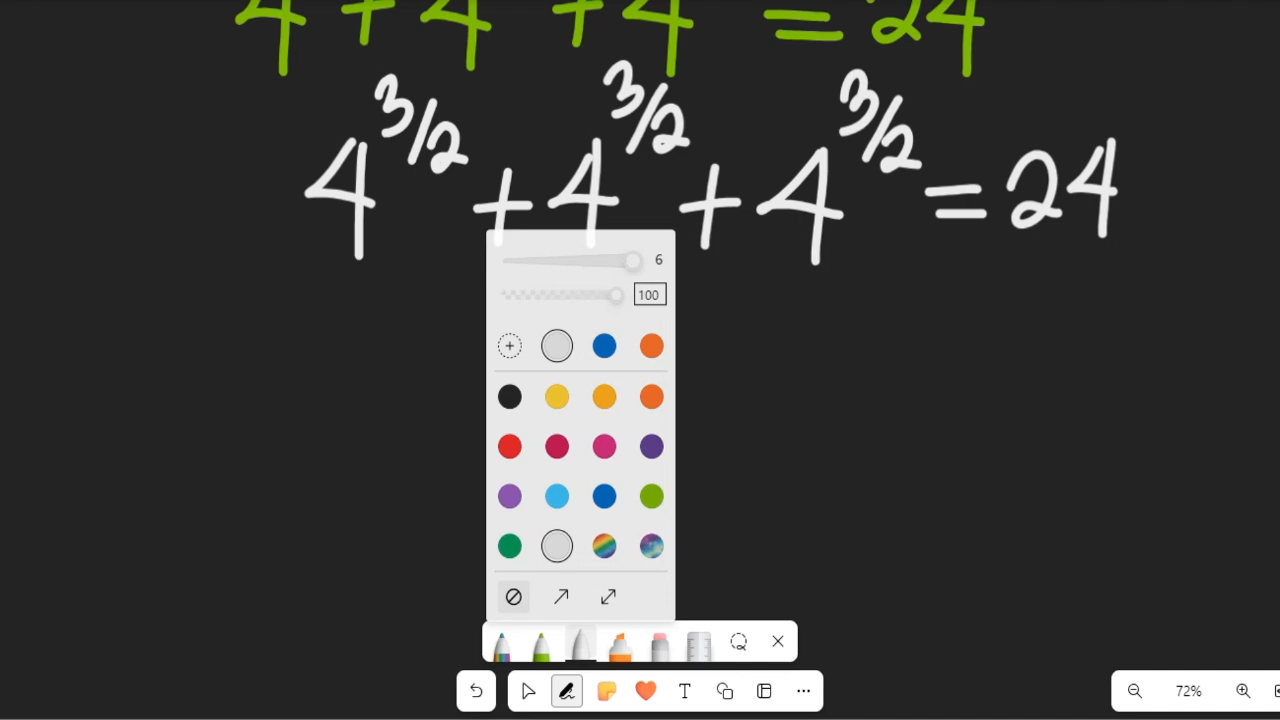 4 + 4 + 4 = 24
4^{3/2} + 4^{3/2} + 4^{3/2} = 24
6
100
T
72%